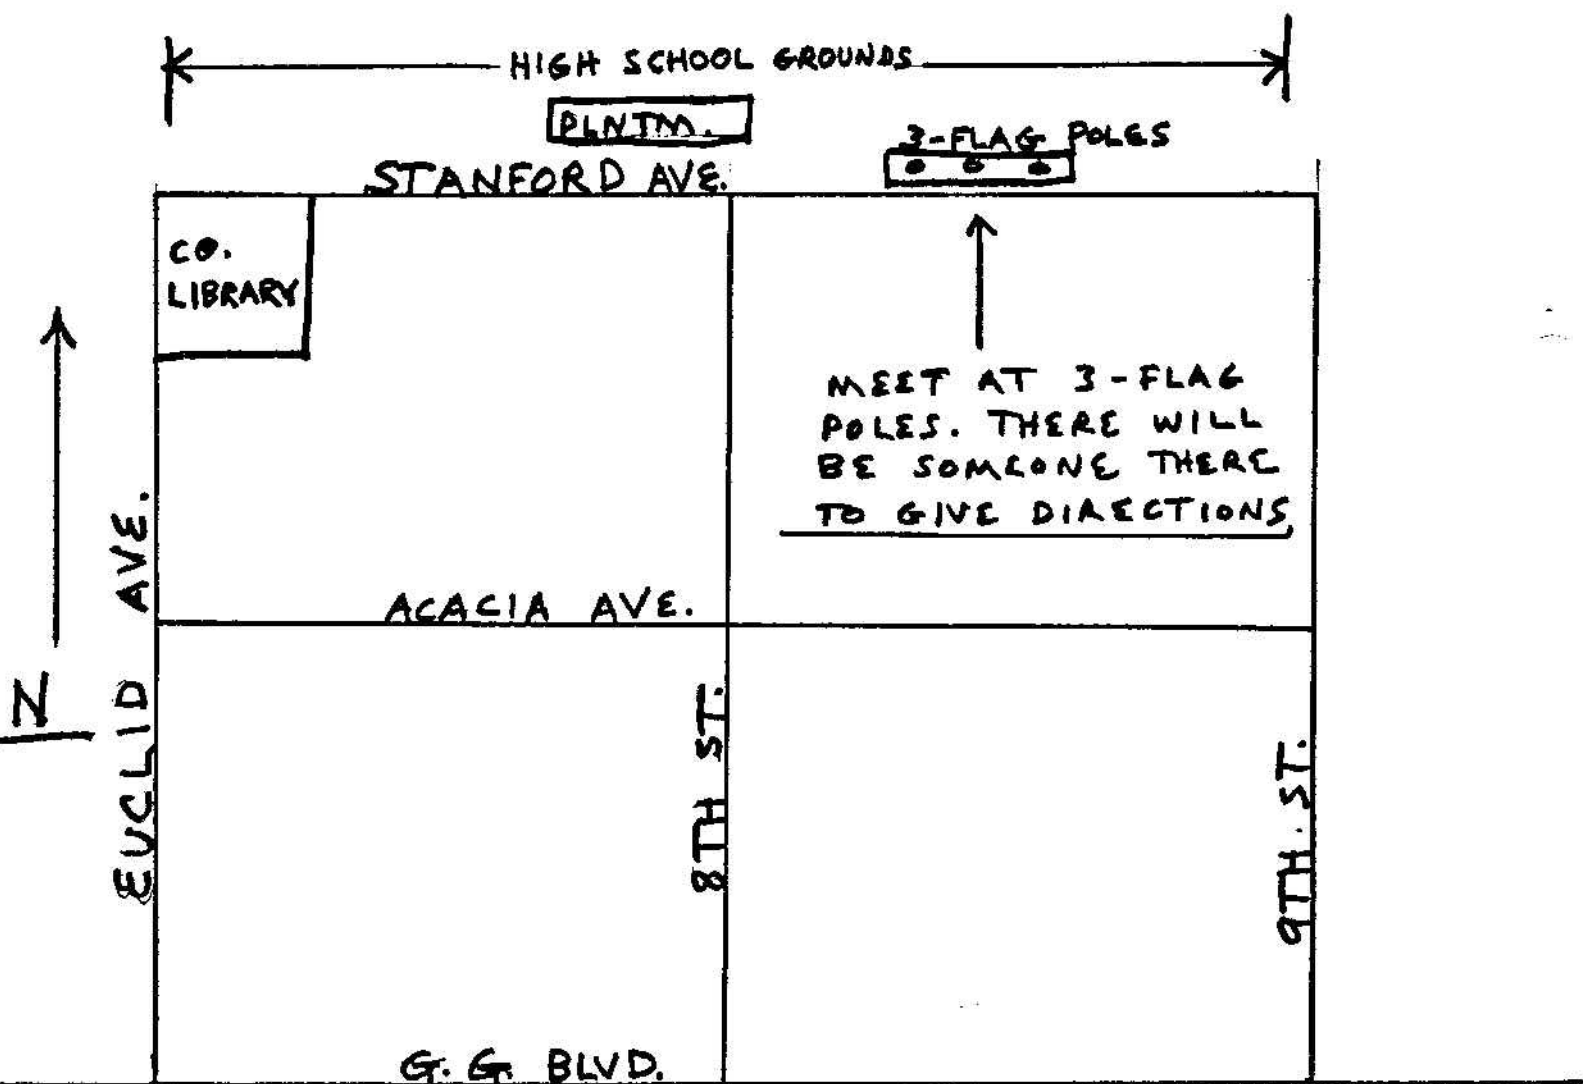 HIGH SCHOOL GROUNDS
PLNTM.
3-FLAG POLES
STANFORD AVE.
CO.
LIBRARY
MEET AT 3-FLAG
POLES. THERE WILL
BE SOMEONE THERE
TO GIVE DIRECTIONS
EUCLID AVE.
ACACIA AVE.
N
8TH ST.
9TH. ST.
G. G. BLVD.